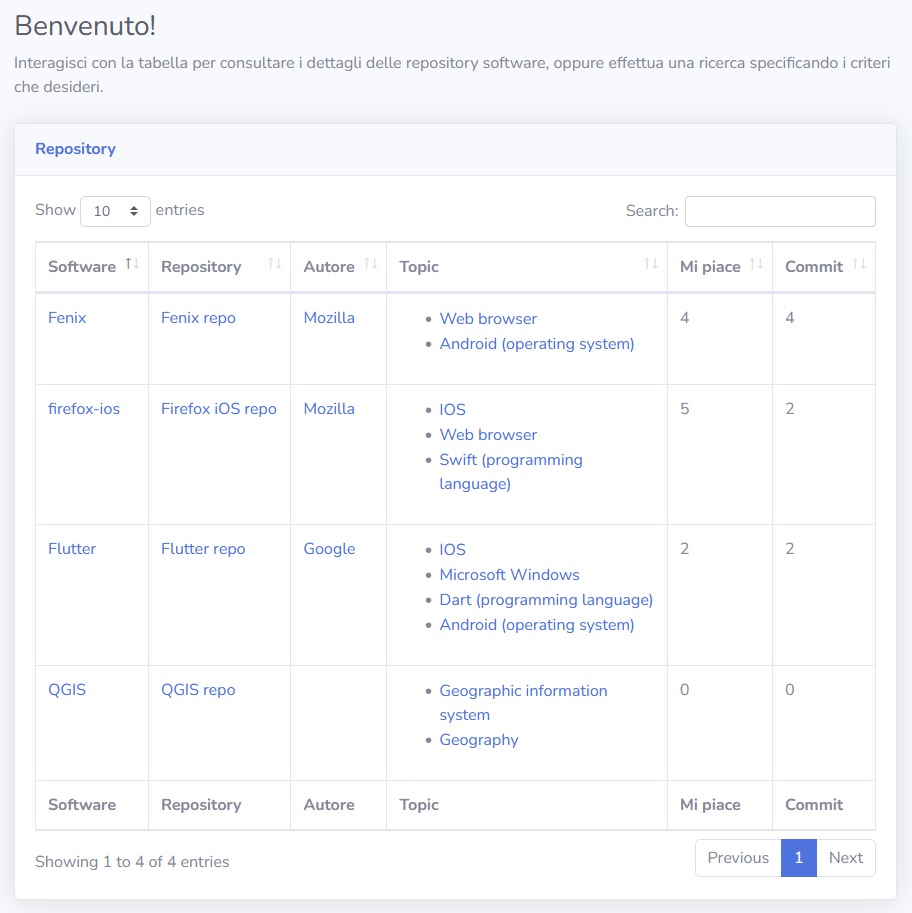 Benvenuto!
Interagisci con la tabella per consultare i dettagli delle repository software, oppure effettua una ricerca specificando i criteri
che desideri.
Repository
Show 10 entries Search:
Software Repository Autore Topic Mi piace Commit
Fenix Fenix repo Mozilla • Web browser 4 4
• Android (operating system)
firefox-ios Firefox iOS repo Mozilla • IOS 5 2
• Web browser
• Swift (programming
language)
Flutter Flutter repo Google • IOS 2 2
• Microsoft Windows
• Dart (programming language)
• Android (operating system)
QGIS QGIS repo • Geographic information 0 0
system
• Geography
Software Repository Autore Topic Mi piace Commit
Showing 1 to 4 of 4 entries Previous 1 Next